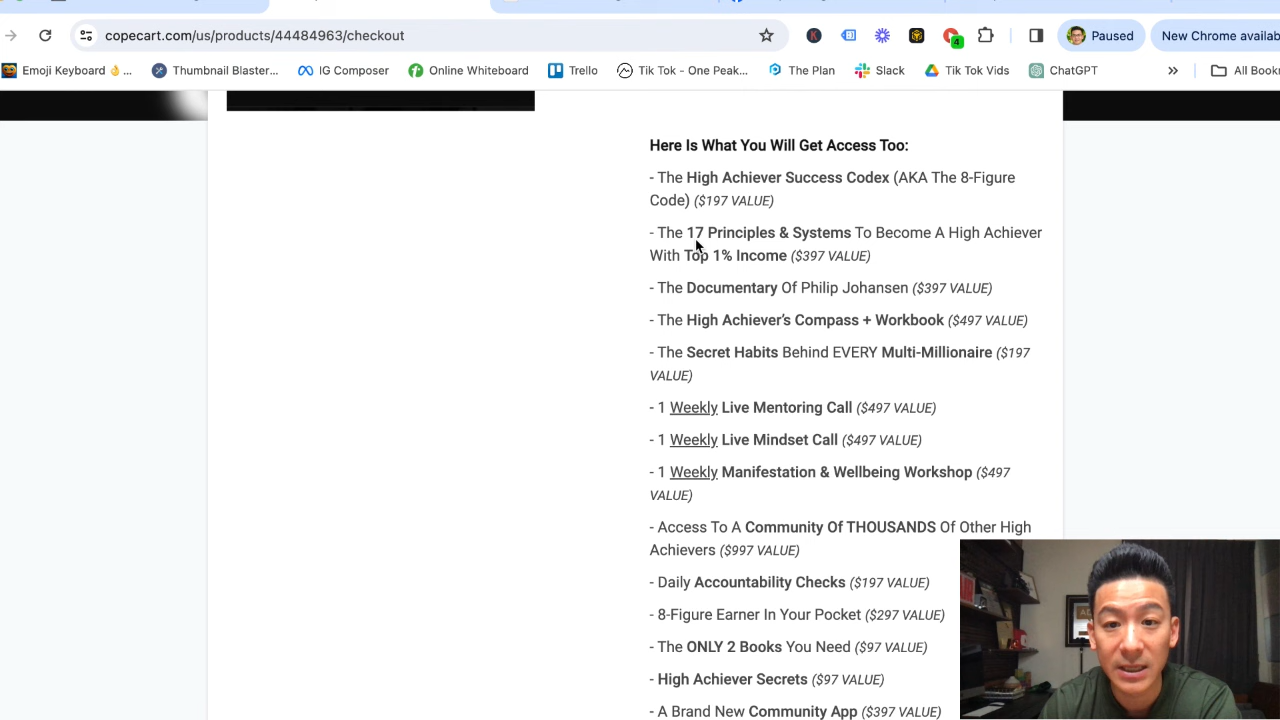 copecart.com/us/products/44484963/checkout
4
Paused
New Chrome availab
Emoji Keyboard 👌 ...
Thumbnail Blaster...
IG Composer
Online Whiteboard
Trello
Tik Tok - One Peak...
The Plan
Slack
Tik Tok Vids
ChatGPT
»
All Book
Here Is What You Will Get Access Too:
- The High Achiever Success Codex (AKA The 8-Figure
Code) ($197 VALUE)
- The 17 Principles & Systems To Become A High Achiever
With Top 1% Income ($397 VALUE)
- The Documentary Of Philip Johansen ($397 VALUE)
- The High Achiever's Compass + Workbook ($497 VALUE)
- The Secret Habits Behind EVERY Multi-Millionaire ($197
VALUE)
- 1 Weekly Live Mentoring Call ($497 VALUE)
- 1 Weekly Live Mindset Call ($497 VALUE)
- 1 Weekly Manifestation & Wellbeing Workshop ($497
VALUE)
- Access To A Community Of THOUSANDS Of Other High
Achievers ($997 VALUE)
- Daily Accountability Checks ($197 VALUE)
- 8-Figure Earner In Your Pocket ($297 VALUE)
- The ONLY 2 Books You Need ($97 VALUE)
- High Achiever Secrets ($97 VALUE)
- A Brand New Community App ($397 VALUE)